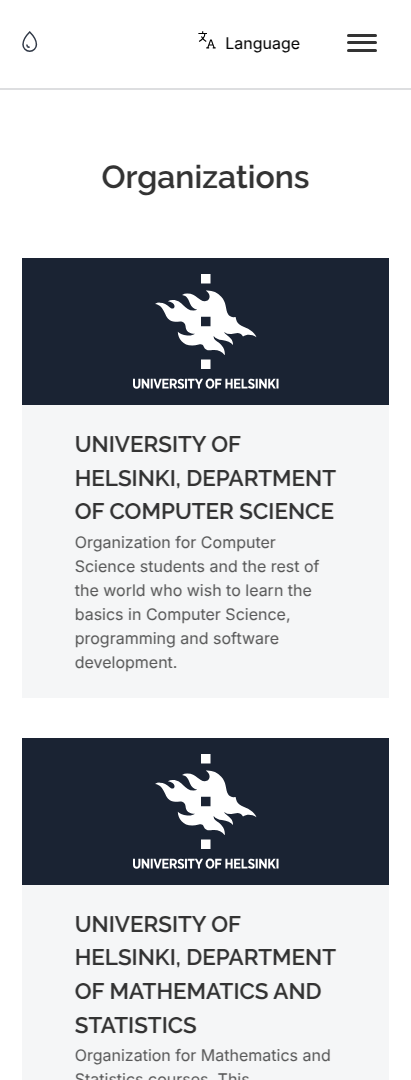 Language
Organizations
UNIVERSITY OF HELSINKI
UNIVERSITY OF
HELSINKI, DEPARTMENT
OF COMPUTER SCIENCE
Organization for Computer
Science students and the rest of
the world who wish to learn the
basics in Computer Science,
programming and software
development.
UNIVERSITY OF HELSINKI
UNIVERSITY OF
HELSINKI, DEPARTMENT
OF MATHEMATICS AND
STATISTICS
Organization for Mathematics and
Statistics courses. This